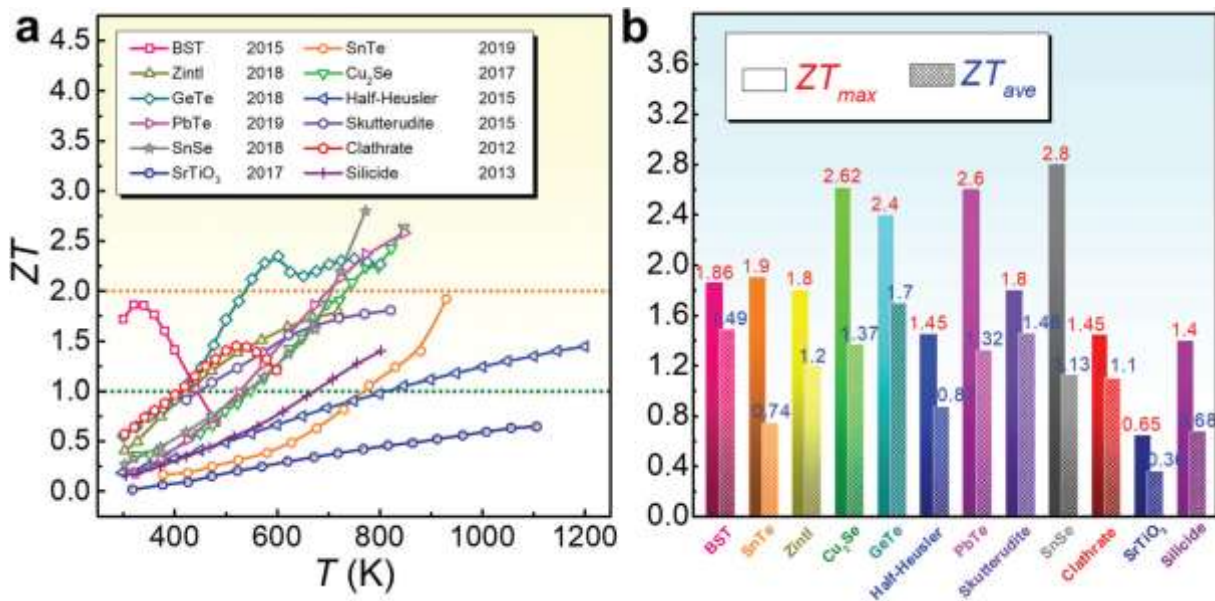 a
4.5
4.0
3.5
3.0
2.5
2.0
1.5
1.0
0.5
0.0
ZT
BST 2015 SnTe 2019
Zintl 2018 Cu₂Se 2017
GeTe 2018 Half-Heusler 2015
PbTe 2019 Skutterudite 2015
SnSe 2018 Clathrate 2012
SrTiO₃ 2017 Silicide 2013
400 600 800 1000 1200
T (K)
b
3.6
3.2
2.8
2.4
2.0
1.6
1.2
0.8
0.4
0.0
ZTmax ZTave
1.86
1.9
0.74
1.8
1.2
2.62
1.37
2.4
1.7
1.45
2.6
1.8
2.8
1.45
1.1
0.65
1.4
BST SnTe Zintl Cu₂Se GeTe Half-Heusler PbTe Skutterudite SnSe Clathrate SrTiO₃ Silicide